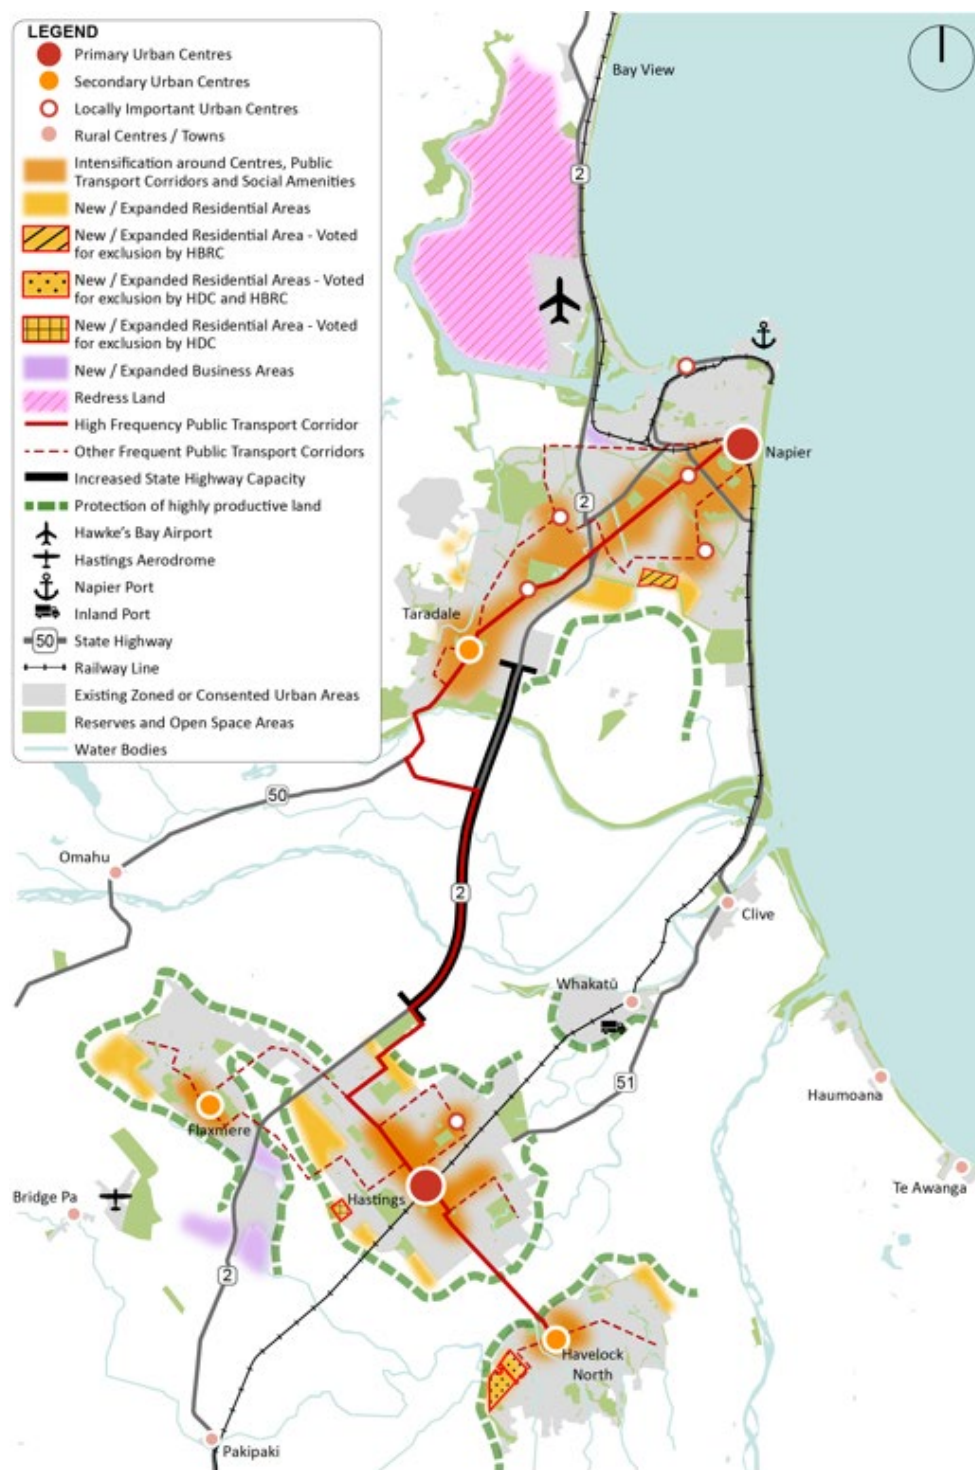 LEGEND
Primary Urban Centres
Secondary Urban Centres
Locally Important Urban Centres
Rural Centres / Towns
Intensification around Centres, Public
Transport Corridors and Social Amenities
New / Expanded Residential Areas
New / Expanded Residential Area - Voted
for exclusion by HBRC
New / Expanded Residential Areas - Voted
for exclusion by HDC and HBRC
New / Expanded Residential Area - Voted
for exclusion by HDC
New / Expanded Business Areas
Redress Land
High Frequency Public Transport Corridor
Other Frequent Public Transport Corridors
Increased State Highway Capacity
Protection of highly productive land
Hawke's Bay Airport
Hastings Aerodrome
Napier Port
Inland Port
50
State Highway
Railway Line
Existing Zoned or Consented Urban Areas
Reserves and Open Space Areas
Water Bodies
Bay View
2
Napier
2
Taradale
50
Omahu
2
Clive
Whakatū
51
Haumoana
Flaxmere
Te Awanga
Bridge Pa
Hastings
2
Havelock
North
Pakipaki